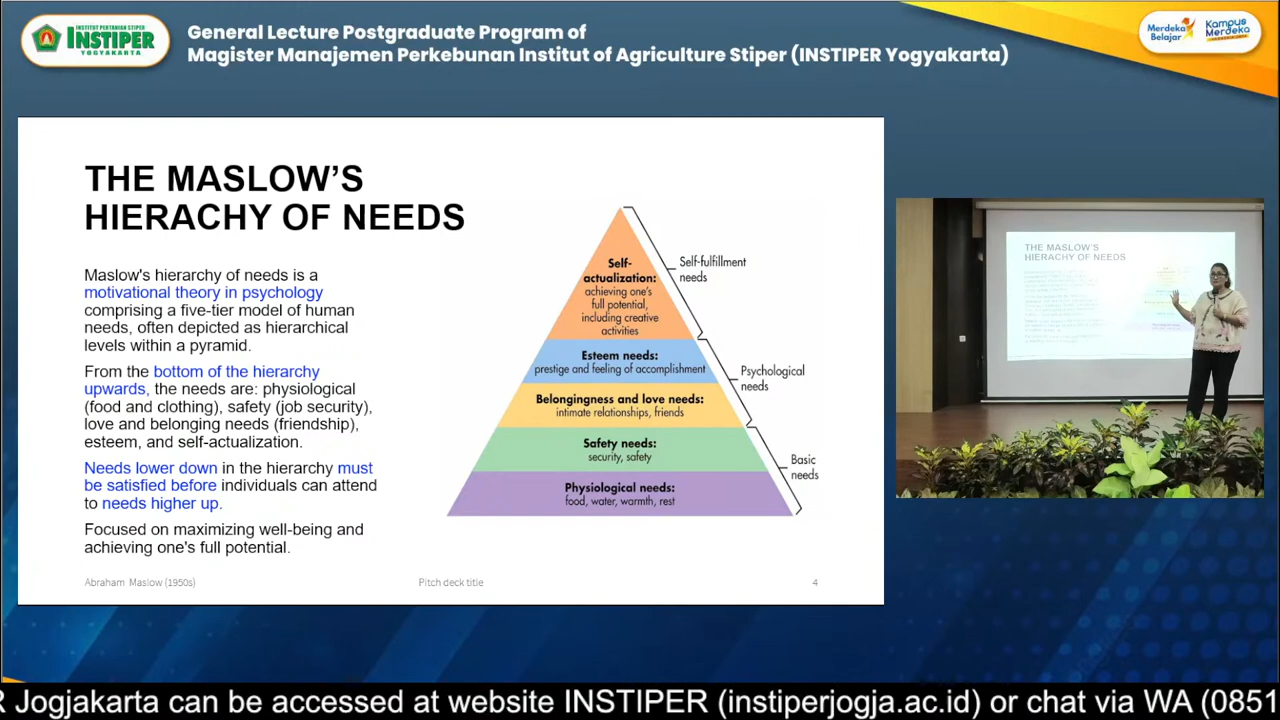 INSTITUT PERTANIAN STIPER
INSTIPER
YOGYAKARTA
General Lecture Postgraduate Program of
Magister Manajemen Perkebunan Institut of Agriculture Stiper (INSTIPER Yogyakarta)
Merdeka
Belajar
Kampus
Merdeka
THE MASLOW'S
HIERACHY OF NEEDS
Maslow's hierarchy of needs is a
motivational theory in psychology
comprising a five-tier model of human
needs, often depicted as hierarchical
levels within a pyramid.
From the bottom of the hierarchy
upwards, the needs are: physiological
(food and clothing), safety (job security),
love and belonging needs (friendship),
esteem, and self-actualization.
Needs lower down in the hierarchy must
be satisfied before individuals can attend
to needs higher up.
Focused on maximizing well-being and
achieving one's full potential.
Self-
actualization:
achieving one's
full potential,
including creative
activities
Esteem needs:
prestige and feeling of accomplishment
Belongingness and love needs:
intimate relationships, friends
Safety needs:
security, safety
Physiological needs:
food, water, warmth, rest
Self-fulfillment
needs
Psychological
needs
Basic
needs
Abraham Maslow (1950s)
Pitch deck title
4
THE MASLOW'S
HIERACHY OF NEEDS
R Jogjakarta can be accessed at website INSTIPER (instiperjogja.ac.id) or chat via WA (0851